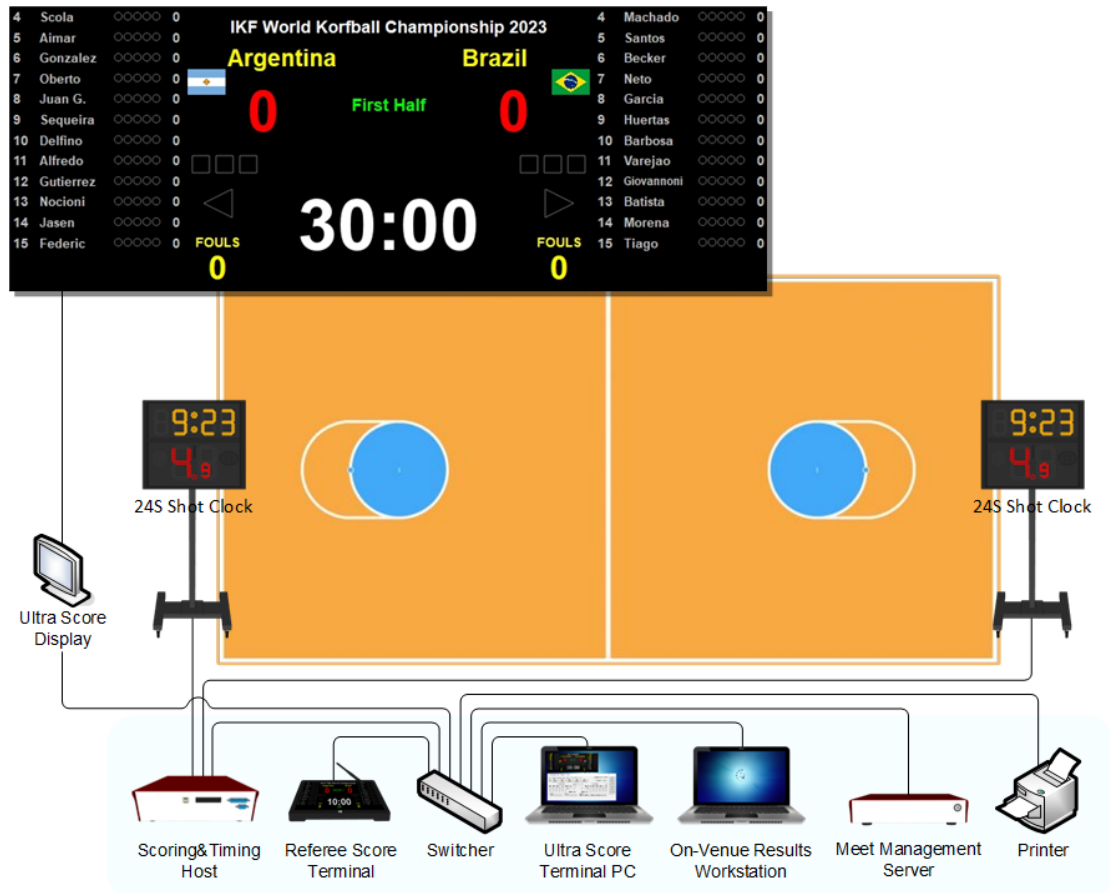 IKF World Korfball Championship 2023
Argentina Brazil
0 First Half 0
30:00
FOULS FOULS
0 0
4 Scola 0
5 Aimar 0
6 Gonzalez 0
7 Oberto 0
8 Juan G. 0
9 Sequeira 0
10 Delfino 0
11 Alfredo 0
12 Gutierrez 0
13 Nocioni 0
14 Jasen 0
15 Federic 0
4 Machado 0
5 Santos 0
6 Becker 0
7 Neto 0
8 Garcia 0
9 Huertas 0
10 Barbosa 0
11 Varejao 0
12 Giovannoni 0
13 Batista 0
14 Morena 0
15 Tiago 0
9:23
4.9
24S Shot Clock
9:23
4.9
24S Shot Clock
Ultra Score
Display
10:00
Scoring&Timing
Host
Referee Score
Terminal
Switcher
Ultra Score
Terminal PC
On-Venue Results
Workstation
Meet Management
Server
Printer